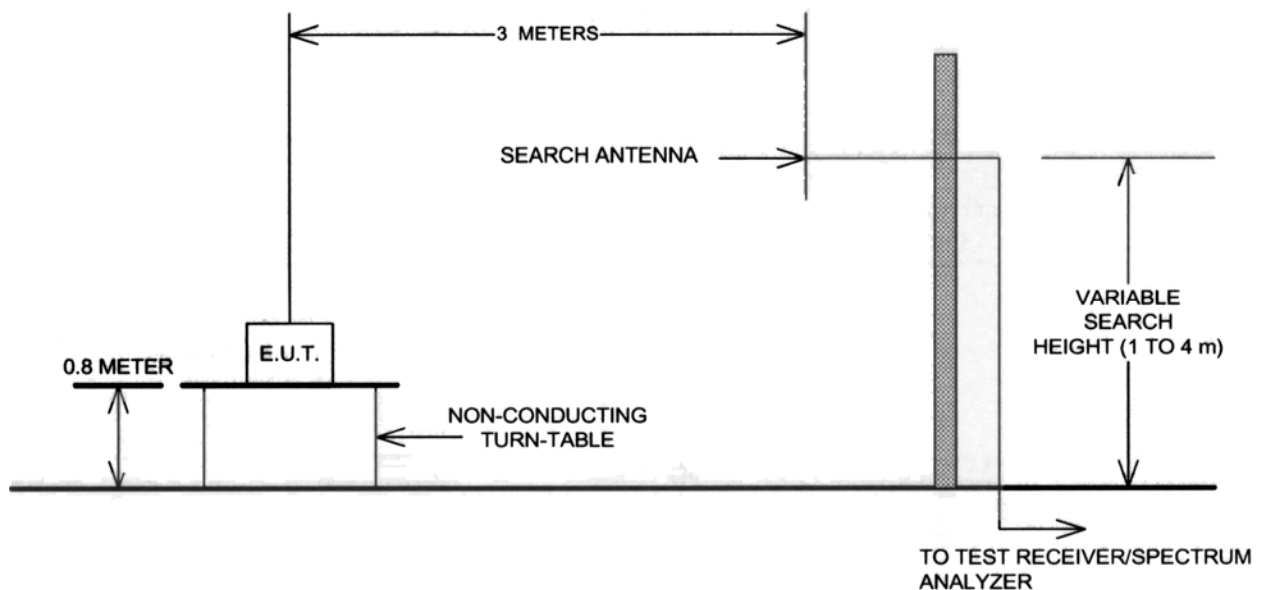 3 METERS
SEARCH ANTENNA
E.U.T.
0.8 METER
NON-CONDUCTING
TURN-TABLE
VARIABLE
SEARCH
HEIGHT (1 TO 4 m)
TO TEST RECEIVER/SPECTRUM
ANALYZER